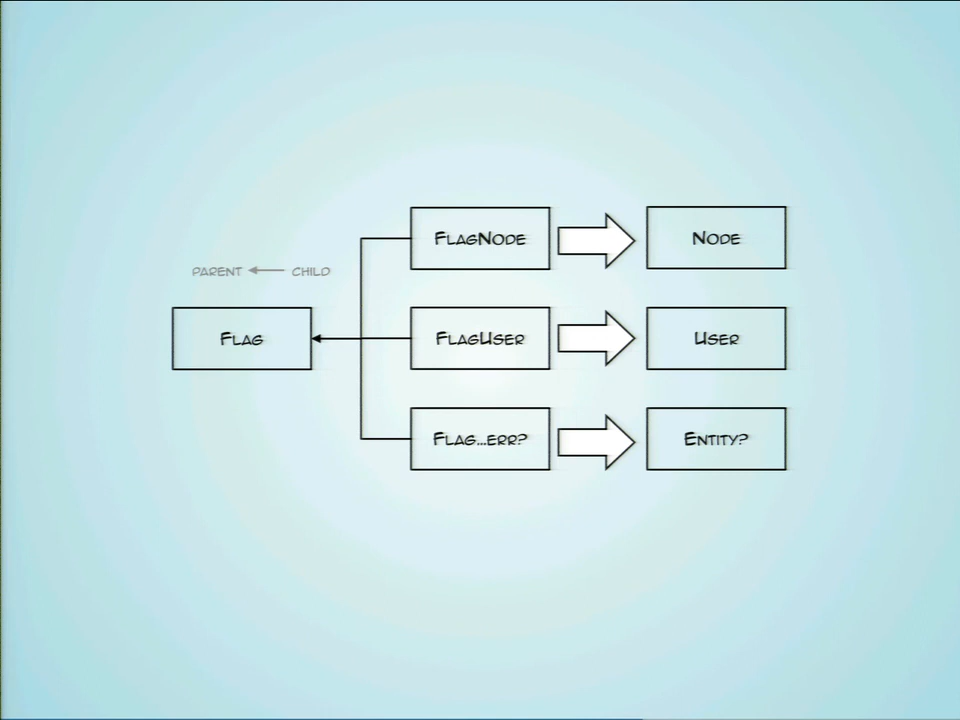 FlagNode
Node
PARENT
CHILD
Flag
FlagUser
User
Flag...err?
Entity?